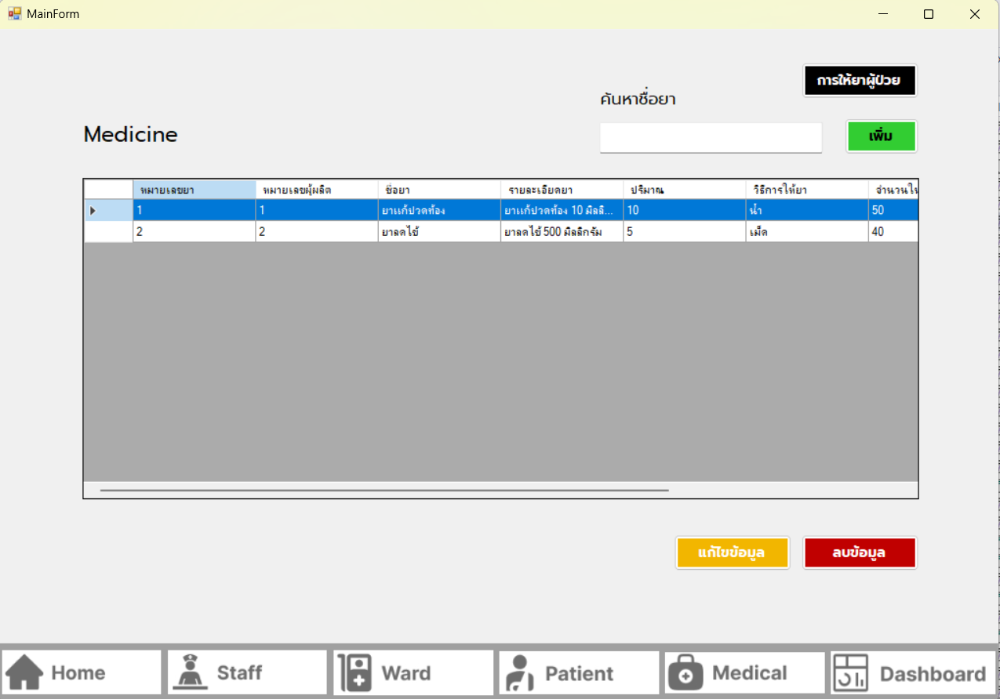 MainForm
การให้ยาผู้ป่วย
ค้นหาชื่อยา
Medicine
เพิ่ม
หมายเลขยา หมายเลขผู้ผลิต ชื่อยา รายละเอียดยา ปริมาณ วิธีการให้ยา จำนวนใน
1 1 ยาแก้ปวดท้อง ยาแก้ปวดท้อง 10 มิลลิ... 10 น้ำ 50
2 2 ยาลดไข้ ยาลดไข้ 500 มิลลิกรัม 5 เม็ด 40
แก้ไขข้อมูล ลบข้อมูล
Home Staff Ward Patient Medical Dashboard